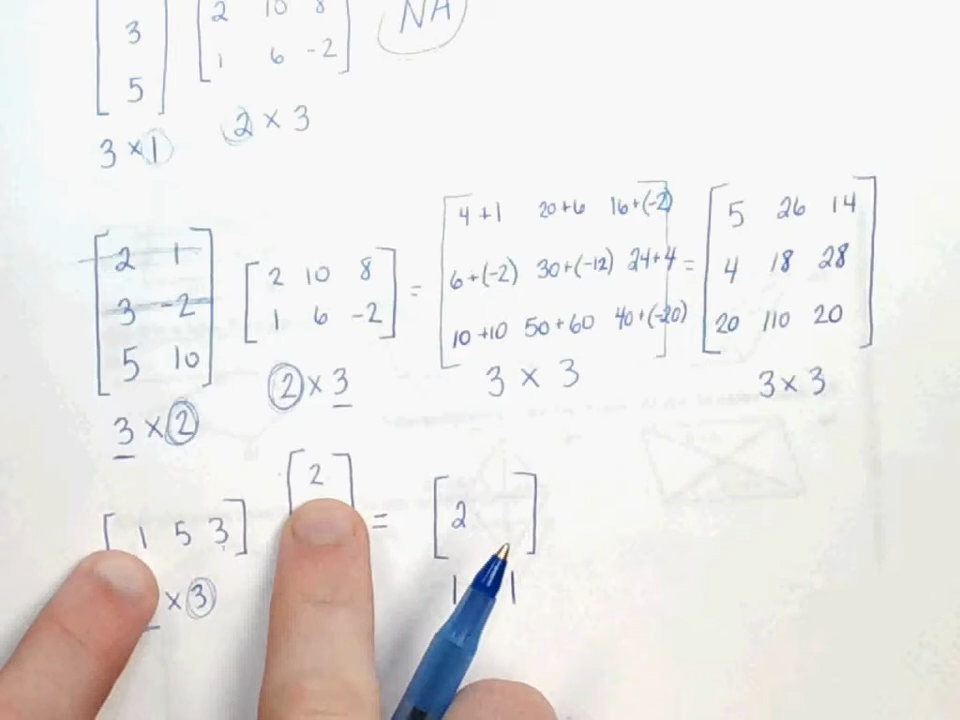 3 2 10 8 NA
5 1 6 -2
3 × 1 2 × 3
2 1 2 10 8 = 4+1 20+6 16+(-2) = 5 26 14
3 -2 1 6 -2 6+(-2) 30+(-12) 24+4 4 18 28
5 10 10+10 50+60 40+(-20) 20 110 20
3 × 2 2 × 3 3 × 3 3 × 3
1 5 3 2 = 2
× 3 1 1